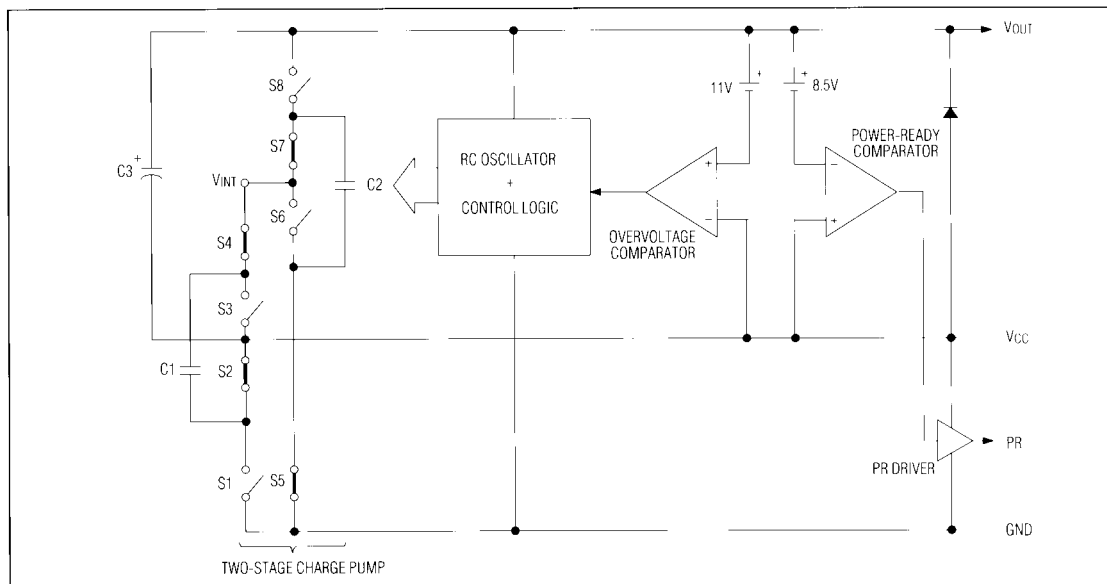 VOUT
S8
11V
+
8.5V
+
S7
C3
+
VINT
C2
RC OSCILLATOR
+
CONTROL LOGIC
+
−
OVERVOLTAGE
COMPARATOR
POWER-READY
COMPARATOR
−
+
S6
S4
S3
C1
S2
VCC
S1
S5
PR DRIVER
PR
GND
TWO-STAGE CHARGE PUMP